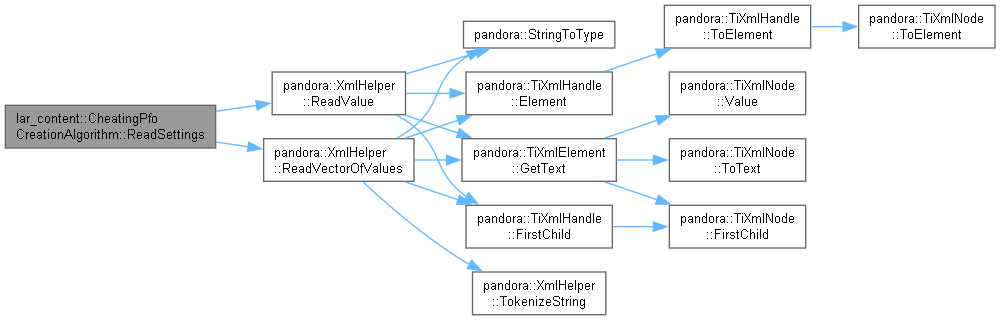 lar_content::CheatingPfo
CreationAlgorithm::ReadSettings
pandora::XmlHelper
::ReadValue
pandora::XmlHelper
::ReadVectorOfValues
pandora::StringToType
pandora::TiXmlHandle
::Element
pandora::TiXmlElement
::GetText
pandora::TiXmlHandle
::FirstChild
pandora::XmlHelper
::TokenizeString
pandora::TiXmlHandle
::ToElement
pandora::TiXmlNode
::Value
pandora::TiXmlNode
::ToText
pandora::TiXmlNode
::FirstChild
pandora::TiXmlNode
::ToElement